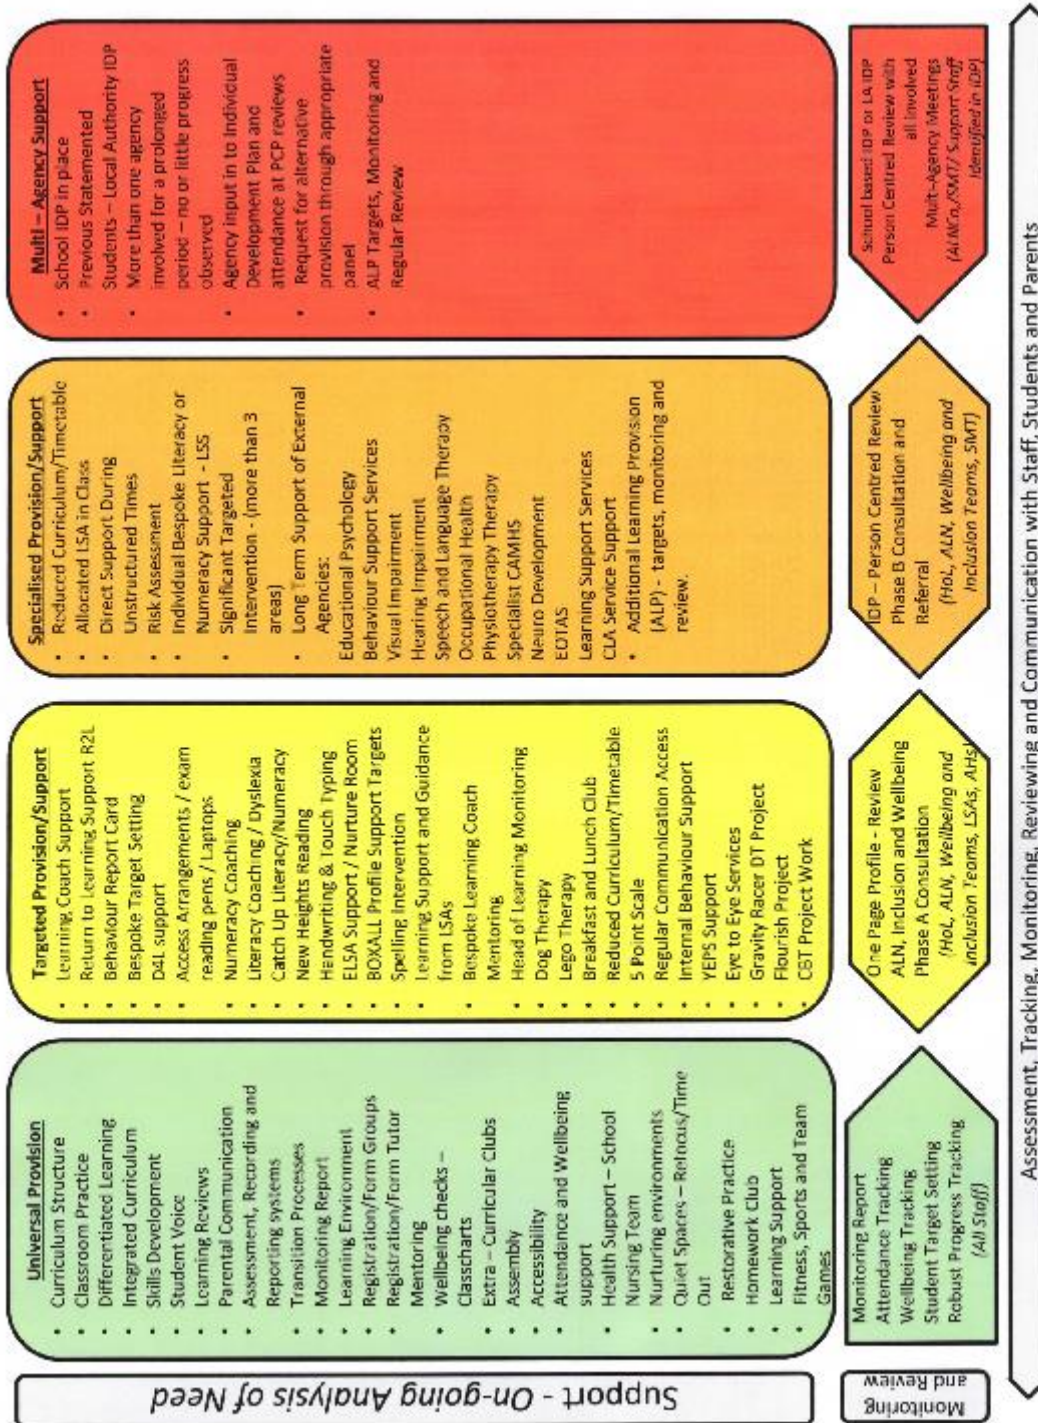 Support - On-going Analysis of Need
Universal Provision
• Curriculum Structure
• Classroom Practice
• Differentiated Learning
• Integrated Curriculum
• Skills Development
• Student Voice
• Learning Reviews
• Parental Communication
• Assessment, Recording and
Reporting systems
• Transition Processes
• Monitoring Report
• Learning Environment
• Registration/Form Groups
• Registration/Form Tutor
Mentoring
• Wellbeing checks –
Classcharts
• Extra – Curricular Clubs
• Assembly
• Accessibility
• Attendance and Wellbeing
support
• Health Support – School
Nursing Team
• Nurturing environments
• Quiet Spaces – Refocus/Time
Out
• Restorative Practice
• Homework Club
• Learning Support
• Fitness, Sports and Team
Games
Targeted Provision/Support
• Learning Coach Support
• Return to Learning Support R2L
• Behaviour Report Card
• Bespoke Target Setting
• D4L support
• Access Arrangements / exam
reading pens / Laptops
• Numeracy Coaching
• Literacy Coaching / Dyslexia
• Catch Up Literacy/Numeracy
• New Heights Reading
• Handwriting & Touch Typing
• ELSA Support / Nurture Room
• BOXALL Profile Support Targets
• Spelling Intervention
• Learning Support and Guidance
from LSAs
• Bespoke Learning Coach
Mentoring
• Head of Learning Monitoring
• Dog Therapy
• Lego Therapy
• Breakfast and Lunch Club
• Reduced Curriculum/Timetable
• 5 Point Scale
• Regular Communication Access
• Internal Behaviour Support
• YEPS Support
• Eye to Eye Services
• Gravity Racer DT Project
• Flourish Project
• CBT Project Work
Specialised Provision/Support
• Reduced Curriculum/Timetable
• Allocated LSA in Class
• Direct Support During
Unstructured Times
• Risk Assessment
• Individual Bespoke Literacy or
Numeracy Support - LSS
• Significant Targeted
Intervention - (more than 3
areas)
• Long Term Support of External
Agencies:
Educational Psychology
Behaviour Support Services
Visual Impairment
Hearing Impairment
Speech and Language Therapy
Occupational Health
Physiotherapy Therapy
Specialist CAMHS
Neuro Development
EOTAS
Learning Support Services
CLA Service Support
• Additional Learning Provision
(ALP) - targets, monitoring and
review.
Multi – Agency Support
• School IDP in place
• Previous Statemented
Students – Local Authority IDP
• More than one agency
involved for a prolonged
period – no or little progress
observed
• Agency input in to Individual
Development Plan and
attendance at PCP reviews
• Request for alternative
provision through appropriate
panel
• ALP Targets, Monitoring and
Regular Review
Monitoring
and Review
Monitoring Report
Attendance Tracking
Wellbeing Tracking
Student Target Setting
Robust Progress Tracking
(All Staff)
One Page Profile - Review
ALN, Inclusion and Wellbeing
Phase A Consultation
(HoL, ALN, Wellbeing and
Inclusion Teams, LSAs, AHs)
IDP – Person Centred Review
Phase B Consultation and
Referral
(HoL, ALN, Wellbeing and
Inclusion Teams, SMT)
School based IDP or LA IDP
Person Centred Review with
all involved
Mulit-Agency Meetings
(ALNCo/SMT/ Support Staff
Identified in IDP)
Assessment, Tracking, Monitoring, Reviewing and Communication with Staff, Students and Parents